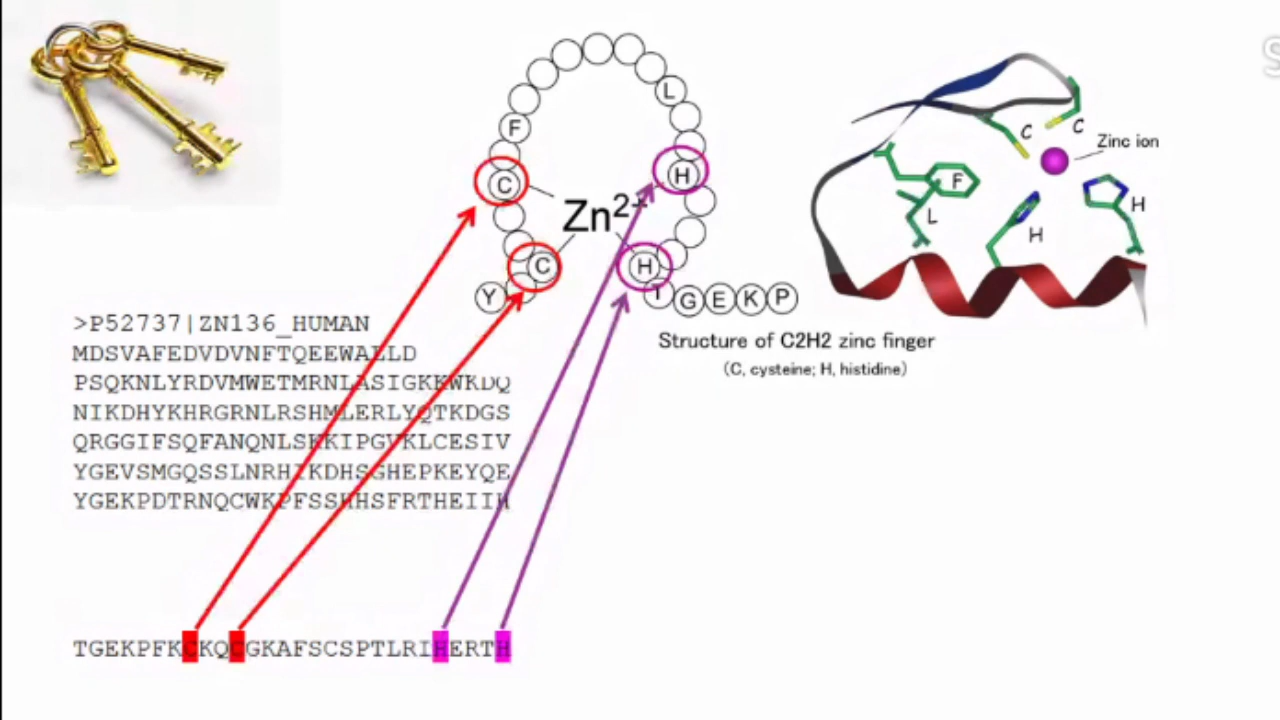 L
F
C
H
Zn2+
C
H
Y
T G E K P
Structure of C2H2 zinc finger
(C, cysteine; H, histidine)
C
C
Zinc ion
F
L
H
H
>P52737|ZN136_HUMAN
MDSVAFEDVDVNFTQEEWALLD
PSQKNLYRDVMWETMRNLASIGKKWKDQ
NIKDHYKHRGRNLRSHMLERLYQTKDGS
QRGGIFSQFANQNLSKKIPGVKLCESIV
YGEVSMGQSSLNRHIKDHSGHEPKEYQE
YGEKPDTRNQCWKPFSSHHSFRTHEIIH
TGEKPFKCKQCGKAFSCSPTLRIHERTH